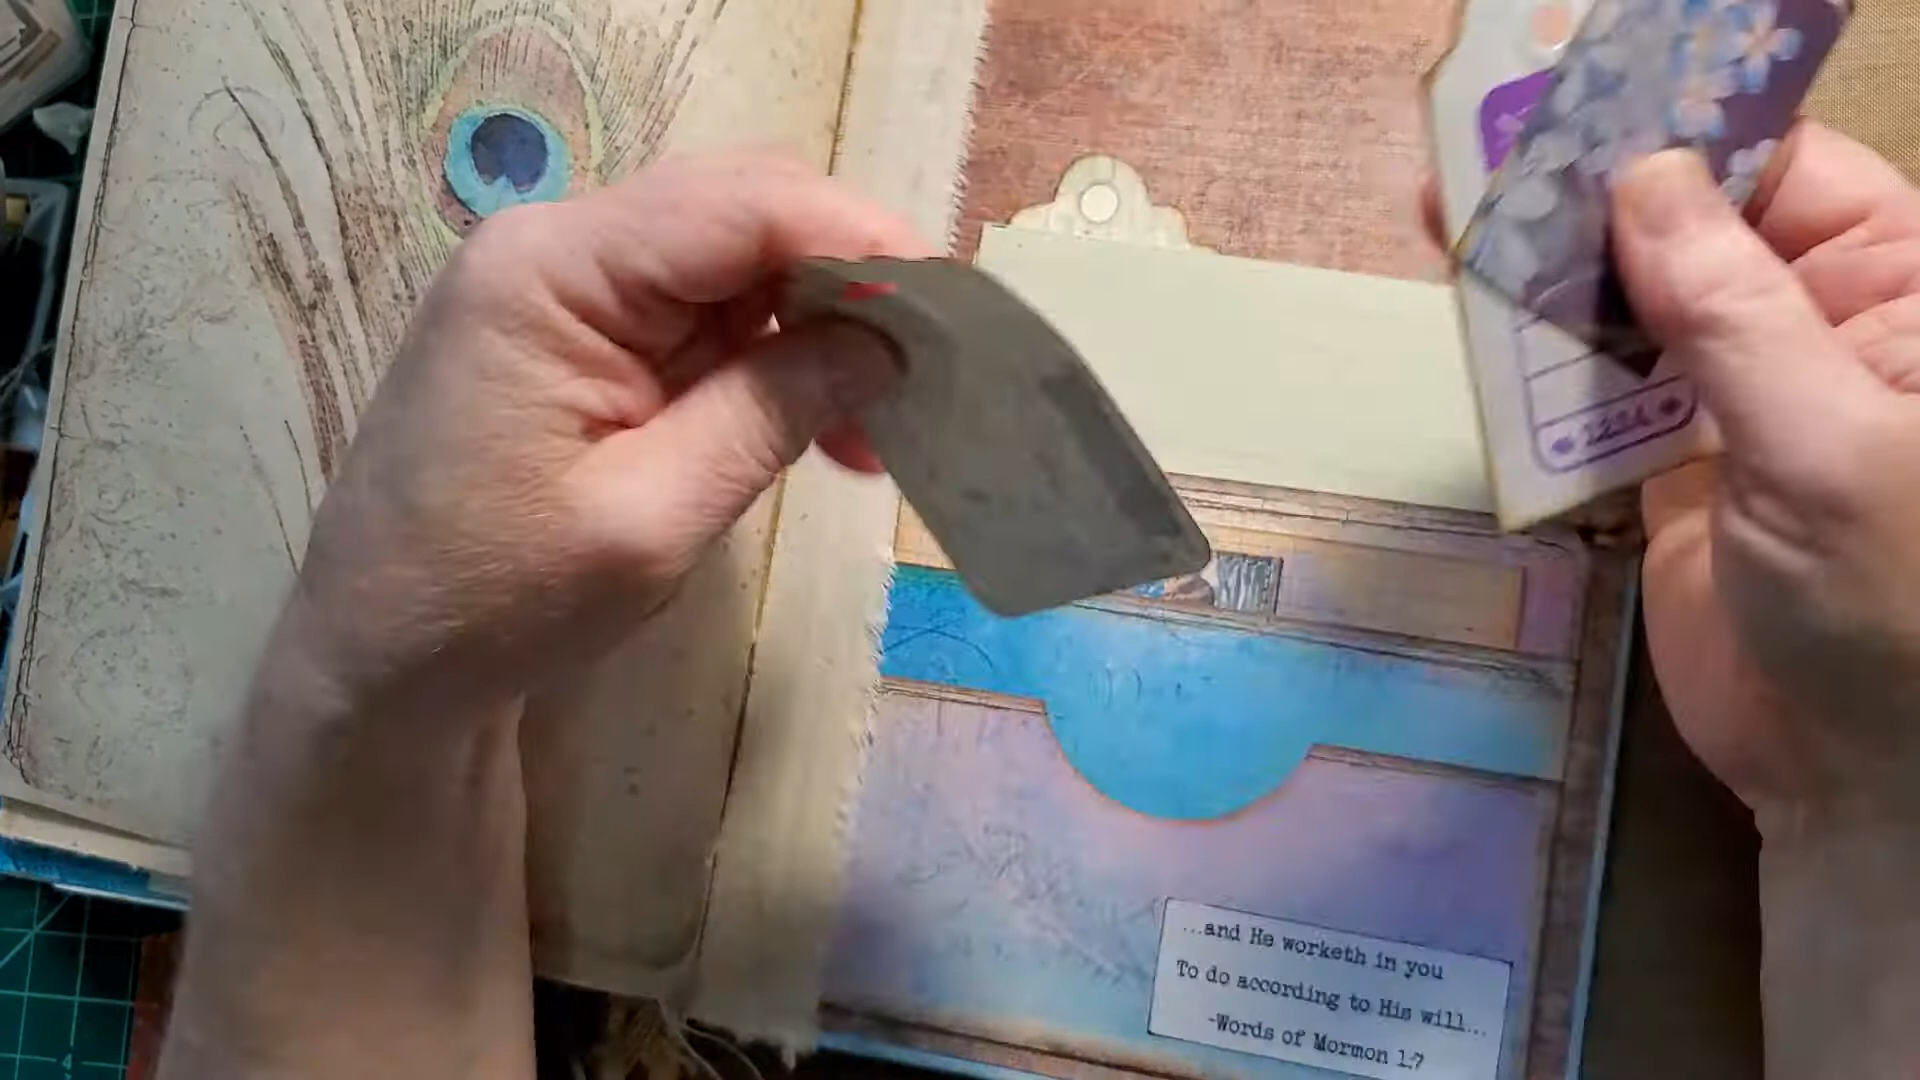 ...and He worketh in you
To do according to His will...
-Words of Mormon 1:7